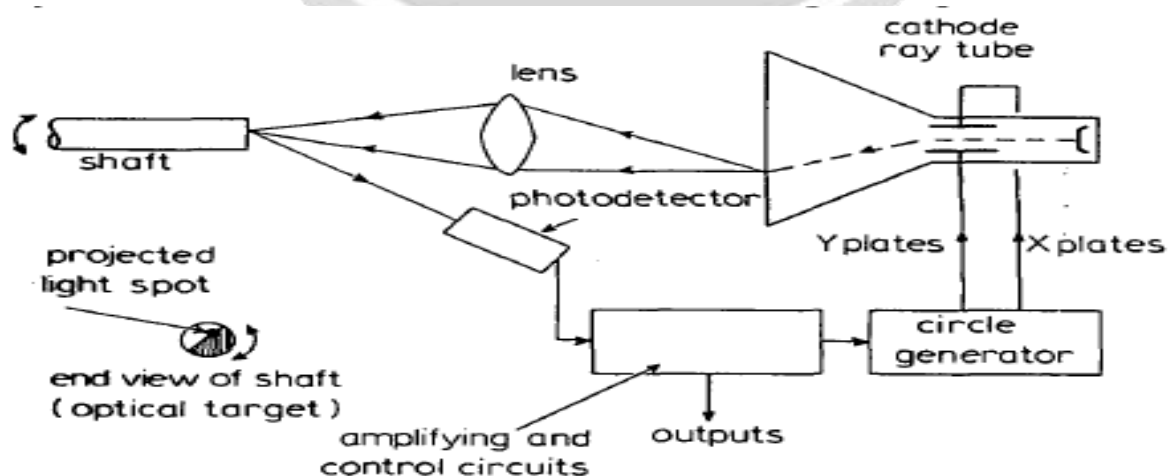 cathode
ray tube
lens
shaft
photodetector
Y plates
X plates
projected
light spot
circle
generator
end view of shaft
(optical target)
amplifying and
control circuits
outputs